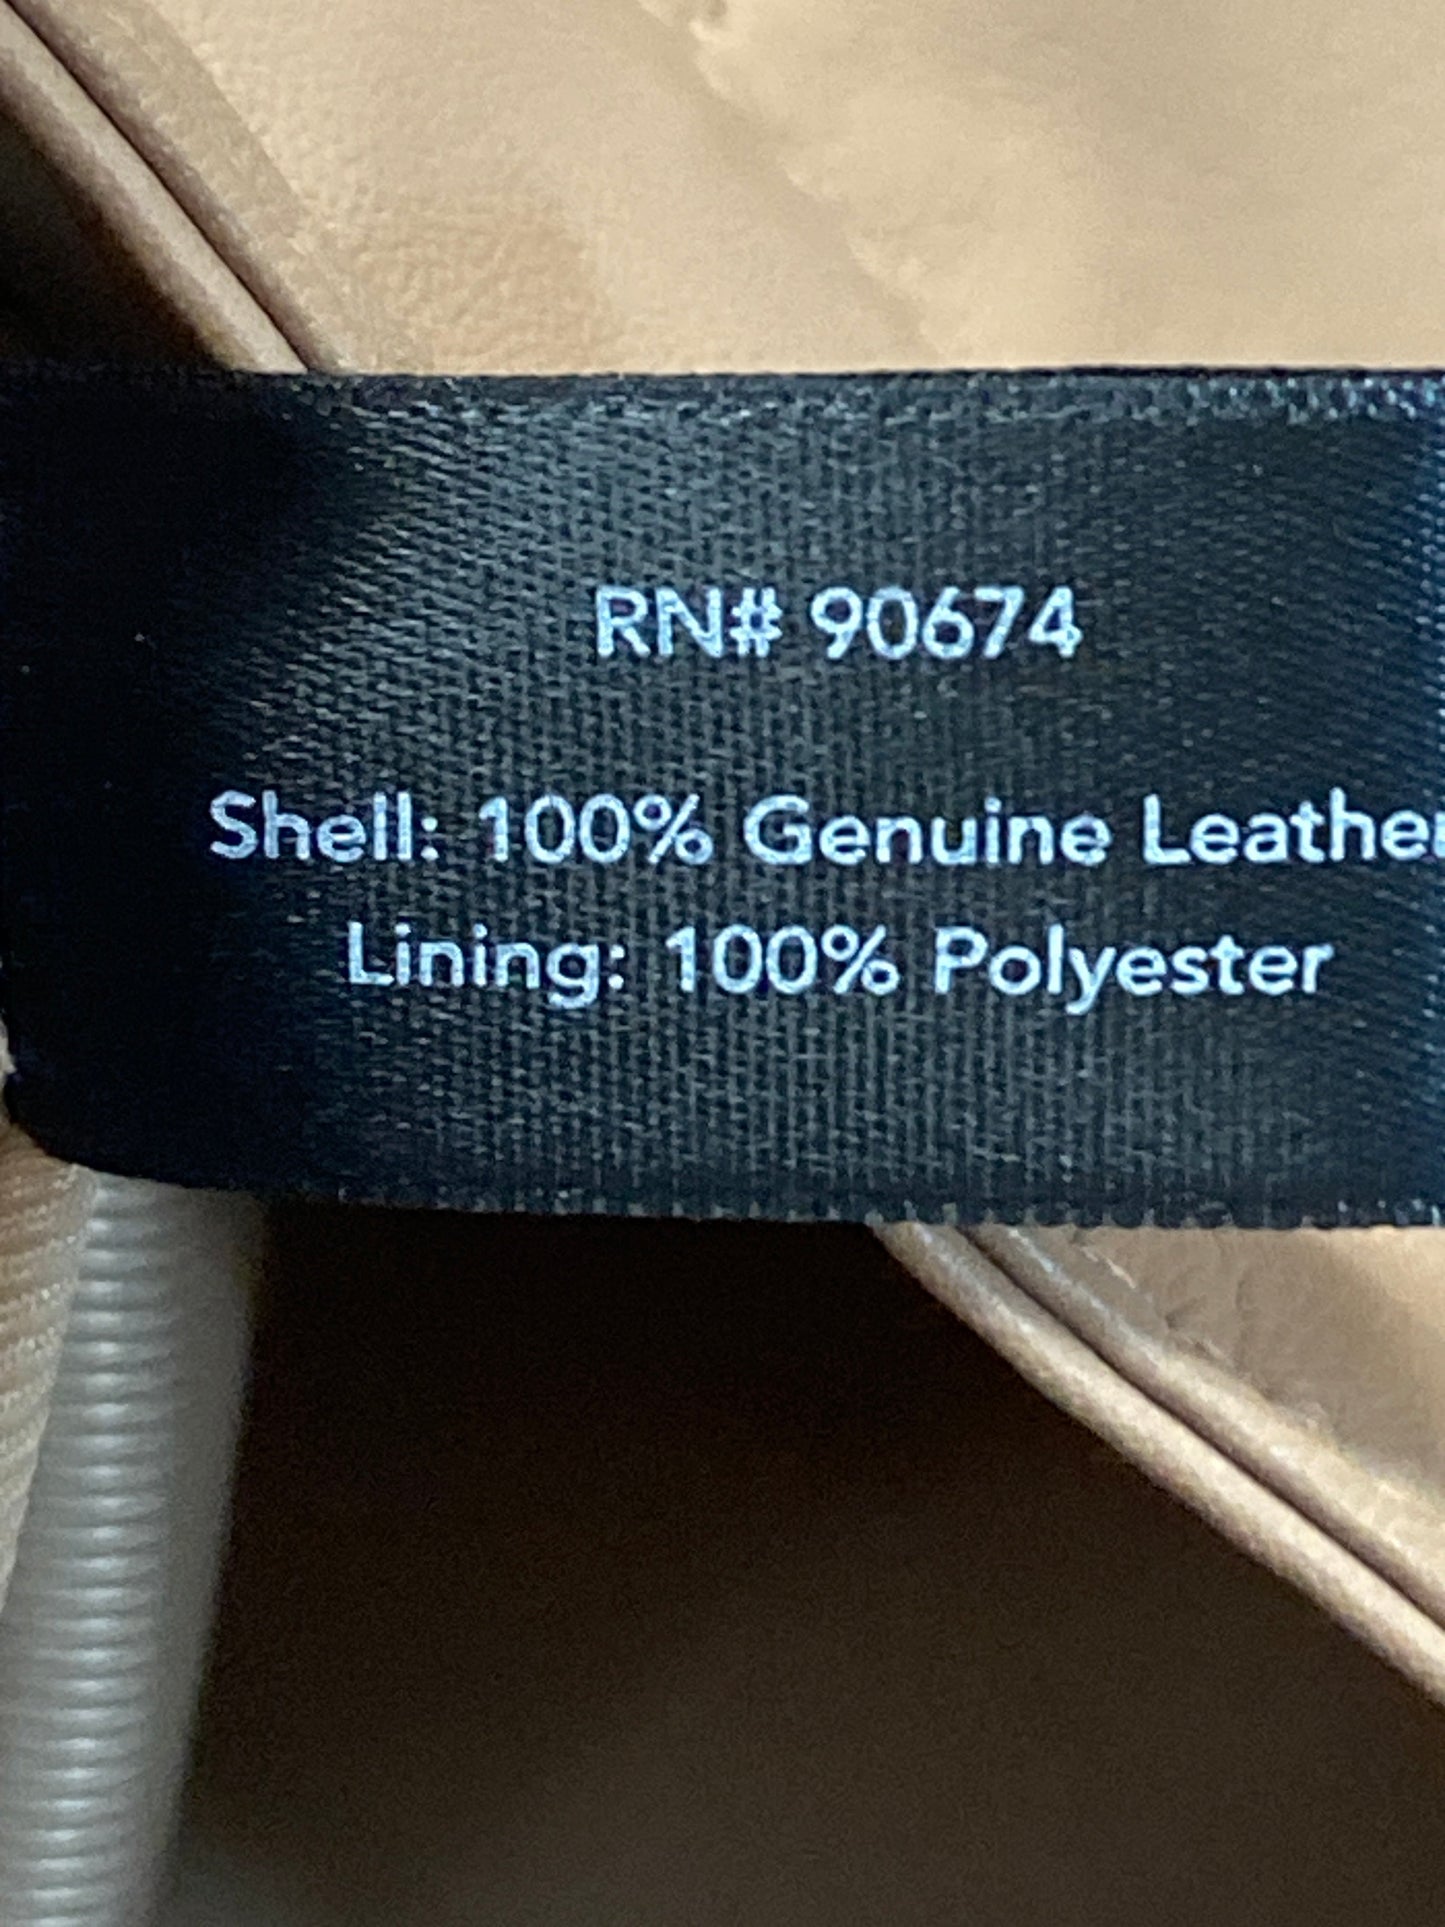 RN# 90674
Shell: 100% Genuine Leather
Lining: 100% Polyester